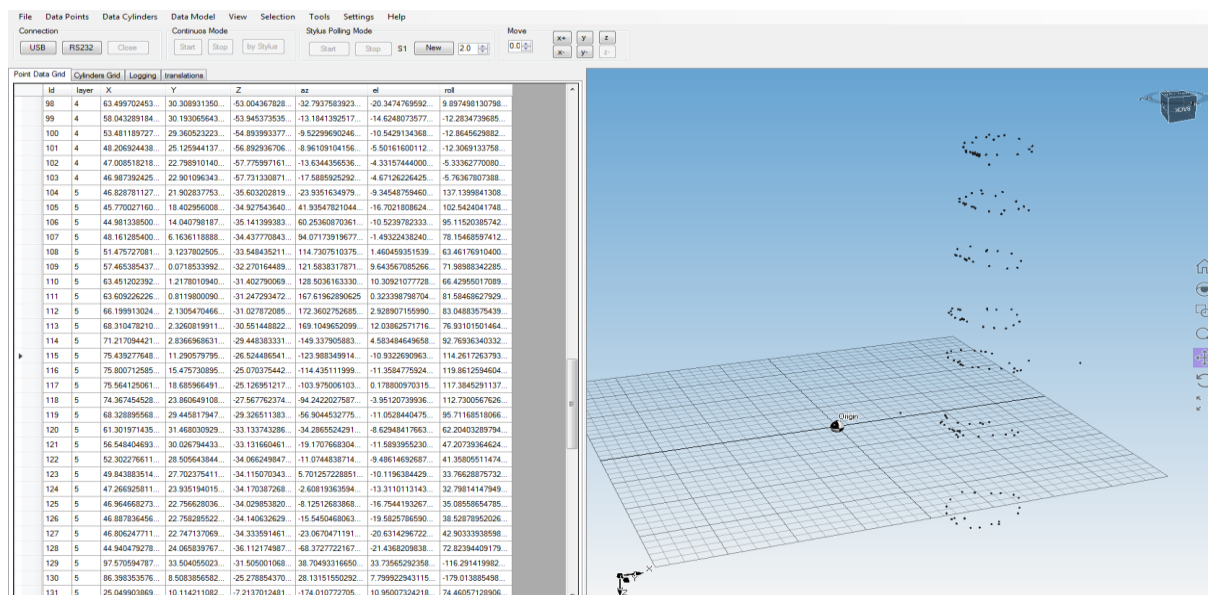 File Data Points Data Cylinders Data Model View Selection Tools Settings Help
Connection Continuos Mode Stylus Polling Mode Move
USB RS232 Close Start Stop by Stylus Start Stop S1 New 2.0 0.0 x+ y z
x- y- z-
Point Data Grid Cylinders Grid Logging translations
Id layer X Y Z az el roll
98 4 63.499702453... 30.308931350... -53.004367828... -32.7937583923... -20.3474769592... 9.897498130798...
99 4 58.043289184... 30.193065643... -53.945373535... -13.1841392517... -14.6248073577... -12.2834739685...
100 4 53.481189727... 29.360523223... -54.893993377... -9.52299690246... -10.5429134368... -12.8645629882...
101 4 48.206924438... 25.125944137... -56.892936706... -8.96109104156... -5.50161600112... -12.3069133758...
102 4 47.008518218... 22.798910140... -57.775997161... -13.6344356536... -4.33157444000... -5.33362770080...
103 4 46.987392425... 22.901096343... -57.731330871... -17.5885925292... -4.67126226425... -5.76367807388...
104 5 46.828781127... 21.902837753... -35.603202819... -23.9351634979... -9.34548759460... 137.1399841308...
105 5 45.770027160... 18.402956008... -34.927543640... 41.93547821044... -16.7021808624... 102.5424041748...
106 5 44.981338500... 14.040798187... -35.141399383... 60.25360870361... -10.5239782333... 95.11520385742...
107 5 48.161285400... 6.1636118888... -34.437770843... 94.07173919677... -1.49322438240... 78.15468597412...
108 5 51.475727081... 3.1237802505... -33.548435211... 114.7307510375... 1.460459351539... 63.46176910400...
109 5 57.465385437... 0.0718533992... -32.270164489... 121.5838317871... 9.643567085266... 71.98988342285...
110 5 63.451202392... 1.2178010940... -31.402790069... 128.5036163330... 10.30921077728... 66.42955017089...
111 5 63.609226226... 0.8119800090... -31.247293472... 167.61962890625 0.323398798704... 81.58468627929...
112 5 66.199913024... 2.1305470466... -31.027872085... 172.3602752685... 2.928907155990... 83.04883575439...
113 5 68.310478210... 2.3260819911... -30.551448822... 169.1049652099... 12.03862571716... 76.93101501464...
114 5 71.217094421... 2.8366968631... -29.448383331... -149.337905883... 4.583484649658... 92.76936340332...
115 5 75.439277648... 11.290579795... -26.524486541... -123.988349914... -10.9322690963... 114.2617263793...
116 5 75.800712585... 15.475730895... -25.070375442... -114.435111999... -11.3584775924... 119.8612594604...
117 5 75.564125061... 18.685966491... -25.126951217... -103.975006103... 0.178800970315... 117.3845291137...
118 5 74.367454528... 23.860649108... -27.567762374... -94.2422027587... -3.95120739936... 112.7300567626...
119 5 68.328895568... 29.445817947... -29.326511383... -56.9044532775... -11.0528440475... 95.71168518066...
120 5 61.301971435... 31.468030929... -33.133743286... -34.2865524291... -8.62948417663... 62.20403289794...
121 5 56.548404693... 30.026794433... -33.131660461... -19.1707668304... -11.5893955230... 47.20739364624...
122 5 52.302276611... 28.505643844... -34.066249847... -11.0744838714... -9.48614692687... 41.35805511474...
123 5 49.843883514... 27.702375411... -34.115070343... 5.701257228851... -10.1196384429... 33.76628875732...
124 5 47.266925811... 23.935194015... -34.170387268... -2.60819363594... -13.3110113143... 32.79814147949...
125 5 46.964668273... 22.756628036... -34.029853820... -8.12512683868... -16.7544193267... 35.08558654785...
126 5 46.887836456... 22.758285522... -34.140632629... -15.5450468063... -19.5825786590... 38.52878952026...
127 5 46.806247711... 22.747137069... -34.333591461... -23.0670471191... -20.6314296722... 42.90333938598...
128 5 44.940479278... 24.065839767... -36.112174987... -68.3727722167... -21.4368209838... 72.82394409179...
129 5 97.570594787... 33.504005023... -31.505001068... 38.70493316650... 33.73565292358... -116.291419982...
130 5 86.398353576... 8.5083856582... -25.278854370... 28.13151550292... 7.799922943115... -179.013885498...
131 5 25.049903869... 10.114211082... -7.2137012481... -174.010772705... 10.95007324218... 74.46057128906...
BACK
Origin
X
Y
Z